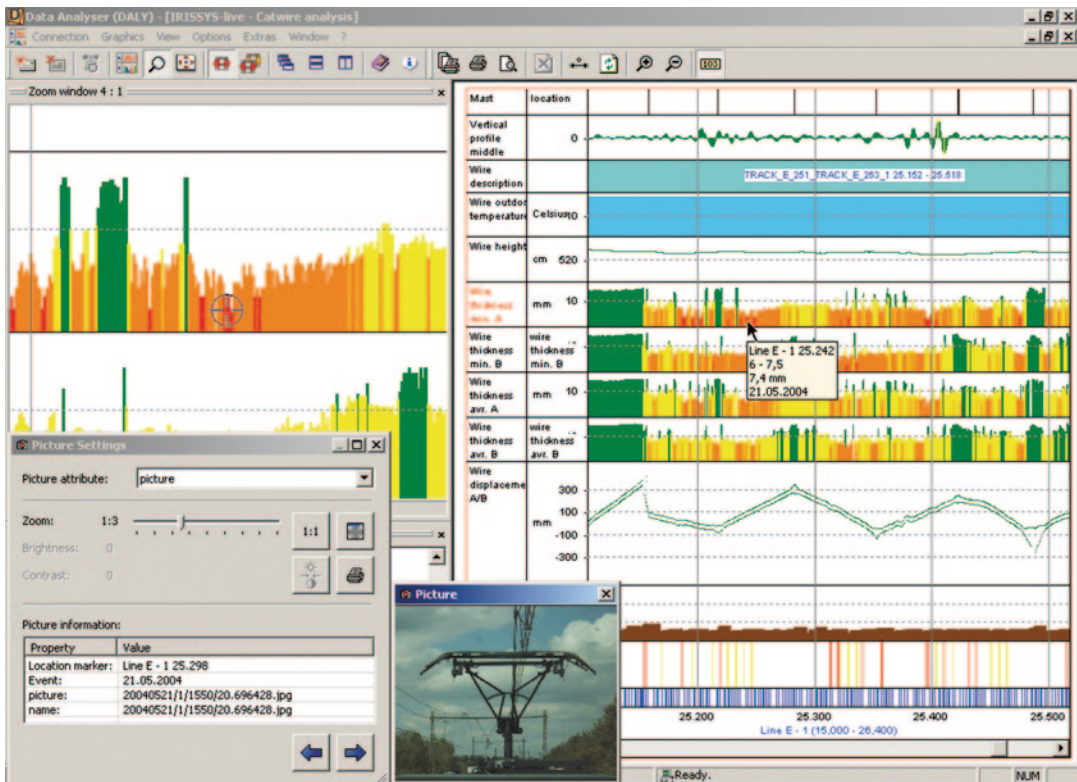 Data Analyser (DALY) - [IRISSYS-live - Catwire analysis]
Connection Graphics View Options Extras Window ?
Zoom window 4 : 1
Mast location
Vertical profile middle 0
Wire description TRACK_E_251_TRACK_E_263_1 25.152 - 25.518
Wire outdor temperature Celsius 10
Wire height cm 520
Wire thickness min. A mm 10
Line E - 1 25.242
6 - 7,5
7,4 mm
21.05.2004
Wire thickness min. B wire thickness min. B
Wire thickness avr. A mm 10
Wire thickness avr. B wire thickness avr. B
Wire displaceme A/B mm
300
100
-100
-300
25.200 25.300 25.400 25.500
Line E - 1 (15,000 - 26,400)
Picture Settings
Picture attribute: picture
Zoom: 1:3 1:1
Brightness: 0
Contrast: 0
Picture information:
Property Value
Location marker: Line E - 1 25.298
Event: 21.05.2004
picture: 20040521/1/1550/20.696428.jpg
name: 20040521/1/1550/20.696428.jpg
Picture
Ready. NUM